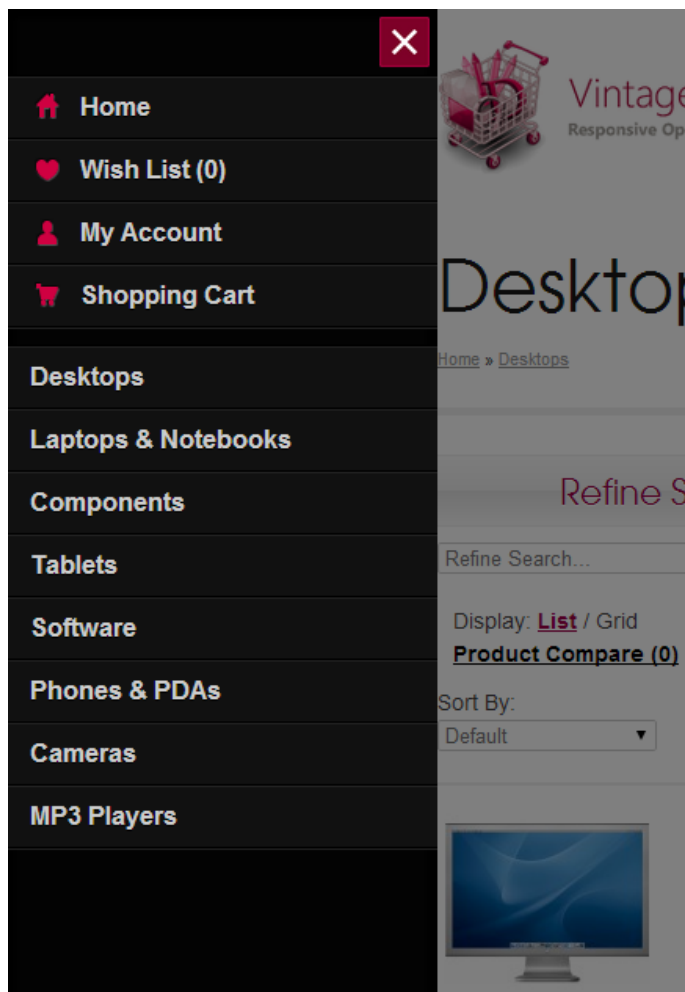 Home
Wish List (0)
My Account
Shopping Cart
Desktops
Laptops & Notebooks
Components
Tablets
Software
Phones & PDAs
Cameras
MP3 Players
Vintage
Responsive Op
Desktop
Home » Desktops
Refine S
Refine Search...
Display: List / Grid
Product Compare (0)
Sort By:
Default